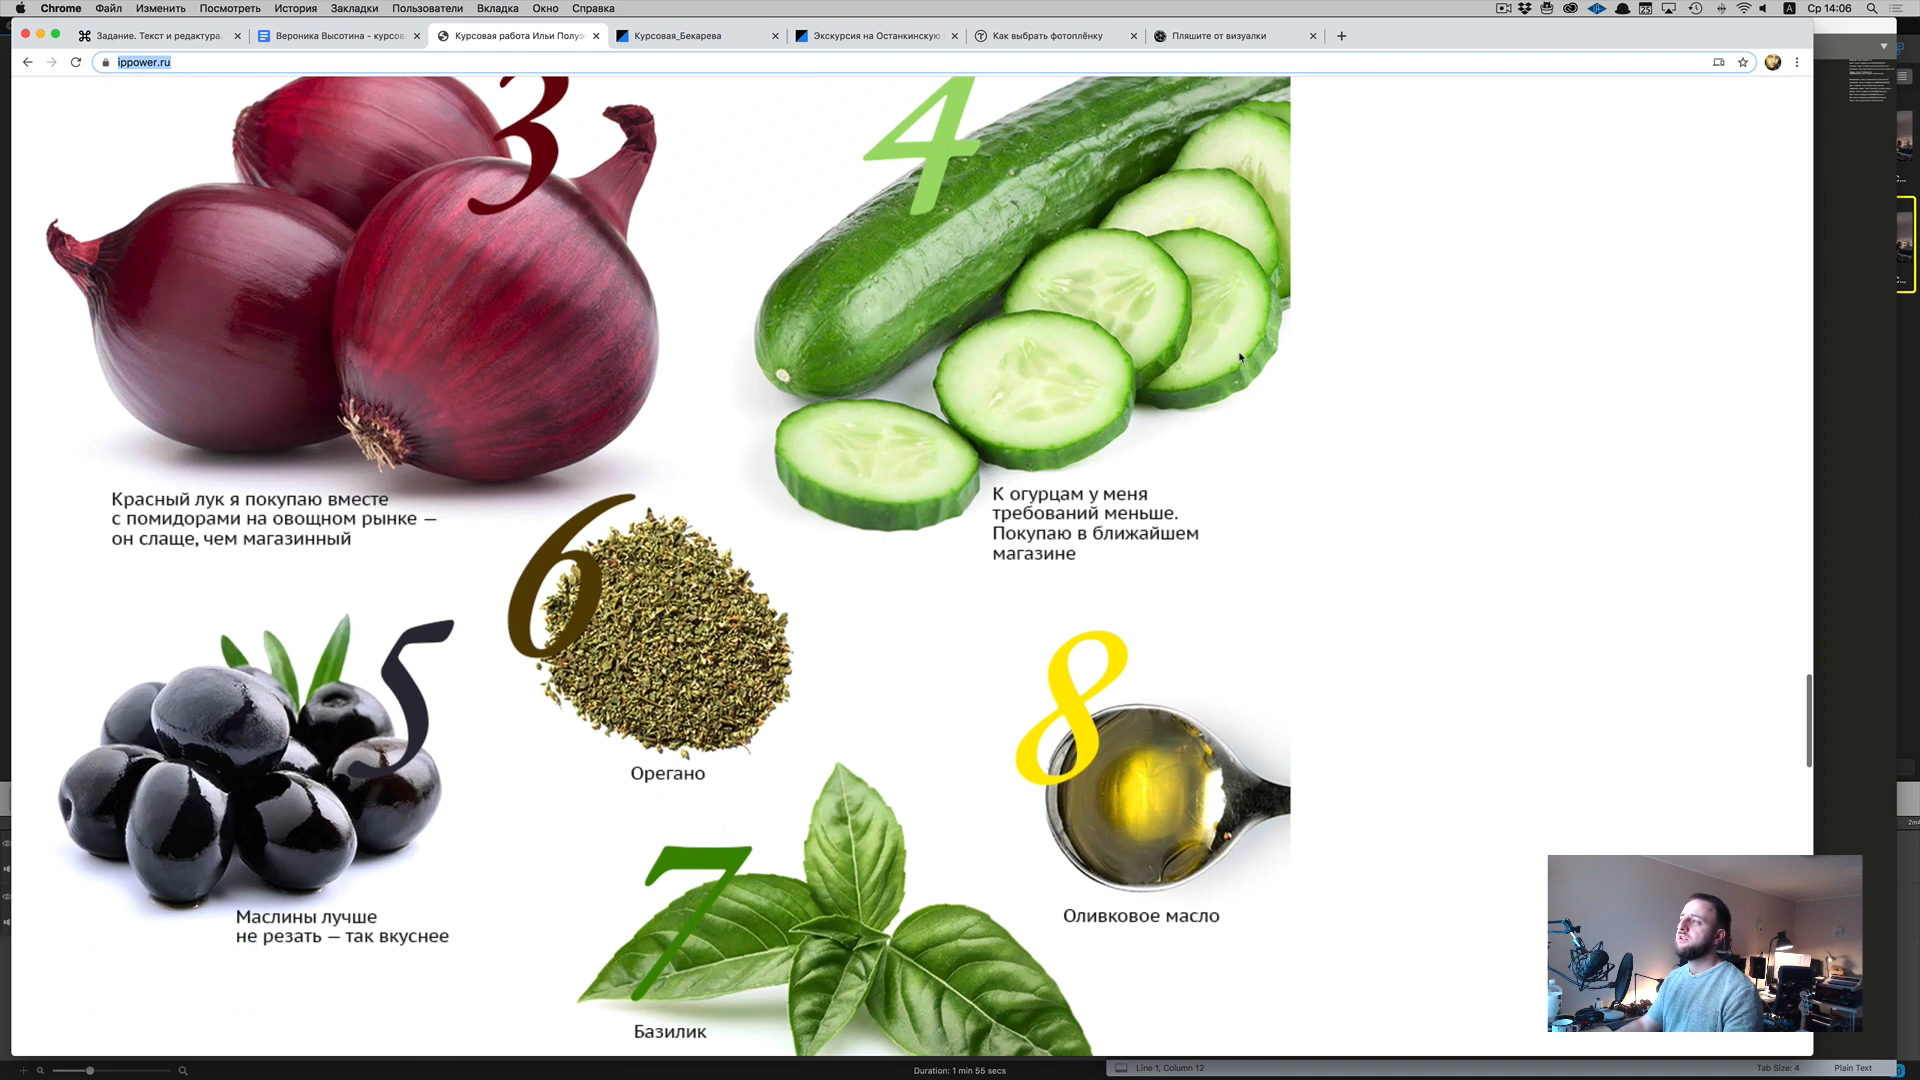 Chrome Файл Изменить Посмотреть История Закладки Пользователи Вкладка Окно Справка
25
A
Ср 14:06
Задание. Текст и редактура.
Вероника Высотина - курсов
Курсовая работа Ильи Полуэ
Курсовая_Бекарева
Экскурсия на Останкинскую
Как выбрать фотоплёнку
Пляшите от визуалки
ippower.ru
3
4
Красный лук я покупаю вместе
с помидорами на овощном рынке —
он слаще, чем магазинный
К огурцам у меня
требований меньше.
Покупаю в ближайшем
магазине
6
5
8
Орегано
7
Маслины лучше
не резать — так вкуснее
Оливковое масло
Базилик
Duration: 1 min 55 secs
Line 1, Column 12
Tab Size: 4
Plain Text